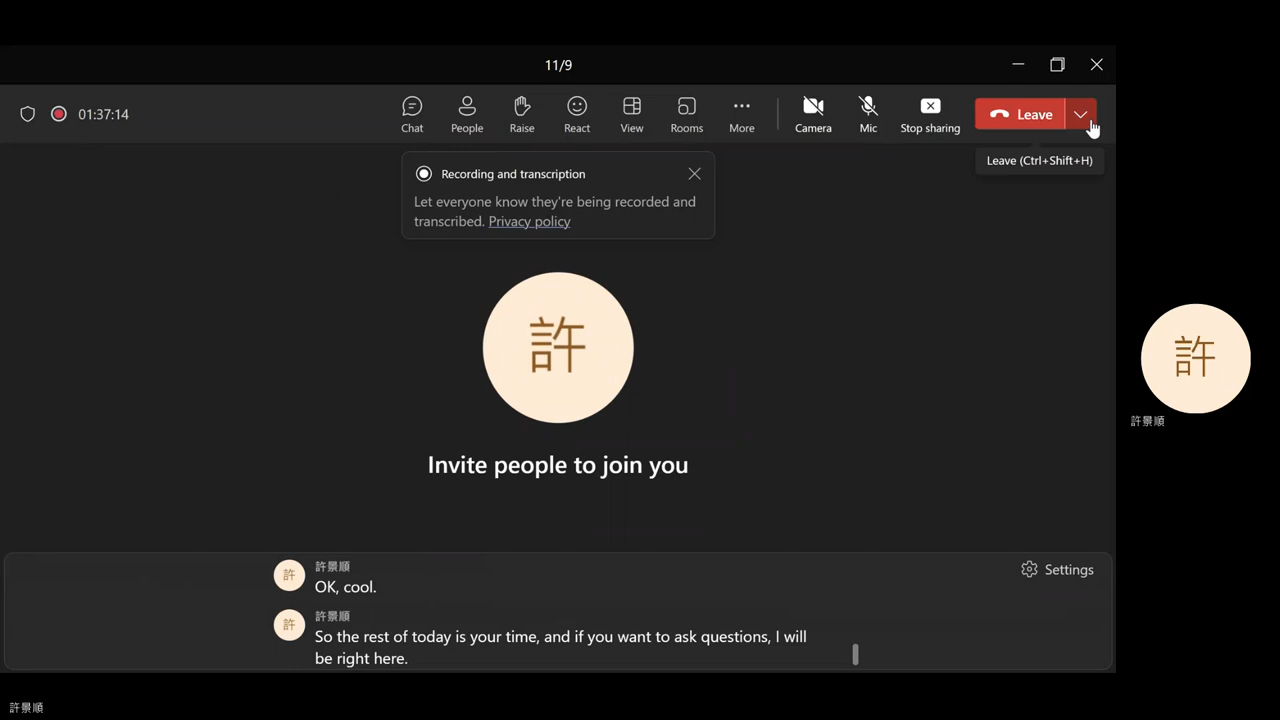 11/9
01:37:14
Chat
People
Raise
React
View
Rooms
More
Camera
Mic
Stop sharing
Leave
Leave (Ctrl+Shift+H)
Recording and transcription
Let everyone know they're being recorded and
transcribed. Privacy policy
許
Invite people to join you
許
許景順
許
許景順
OK, cool.
Settings
許
許景順
So the rest of today is your time, and if you want to ask questions, I will
be right here.
許景順